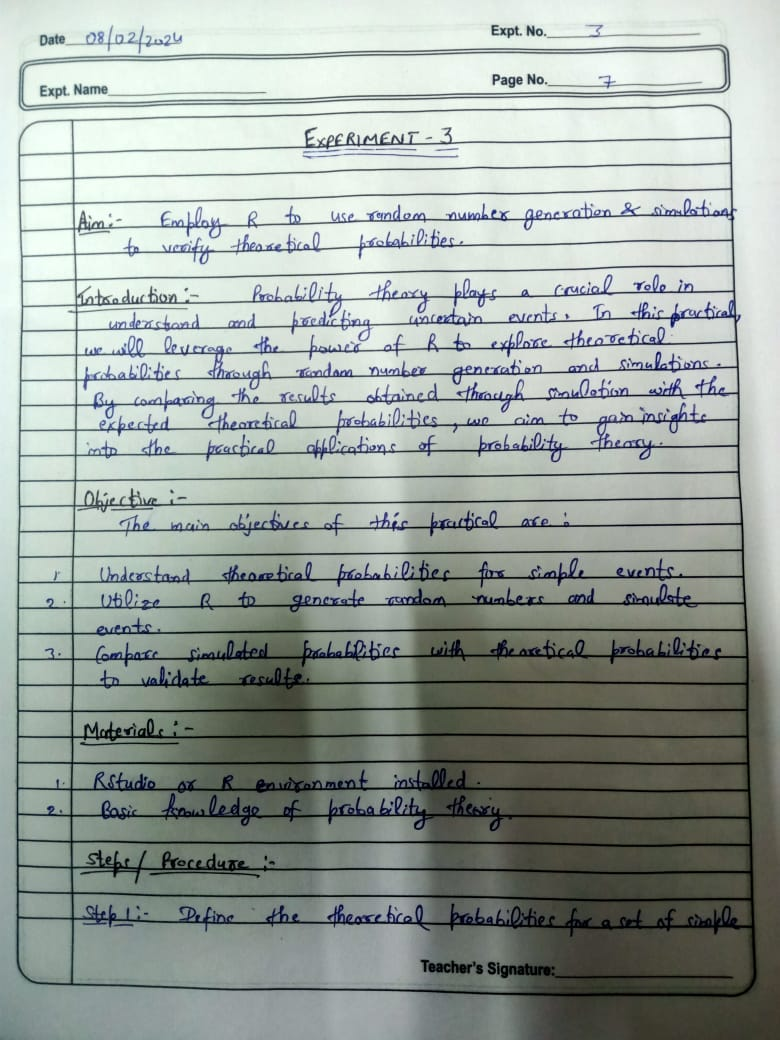 Date 08/02/2024
Expt. No. 3
Expt. Name
Page No. 7
EXPERIMENT - 3
Aim:- Employ R to use random number generation & simulations
to verify theoretical probabilities.
Introduction :- Probability theory plays a crucial role in
understand and predicting uncertain events. In this practical,
we will leverage the power of R to explore theoretical
probabilities through random number generation and simulations.
By comparing the results obtained through simulation with the
expected theoretical probabilities, we aim to gain insights
into the practical applications of probability theory.
Objective :-
The main objectives of this practical are :
1. Understand theoretical probabilities for simple events.
2. Utilize R to generate random numbers and simulate
events.
3. Compare simulated probabilities with theoretical probabilities
to validate results.
Materials :-
1. RStudio or R environment installed.
2. Basic knowledge of probability theory.
Steps / Procedure :-
Step 1:- Define the theoretical probabilities for a set of simple
Teacher's Signature: